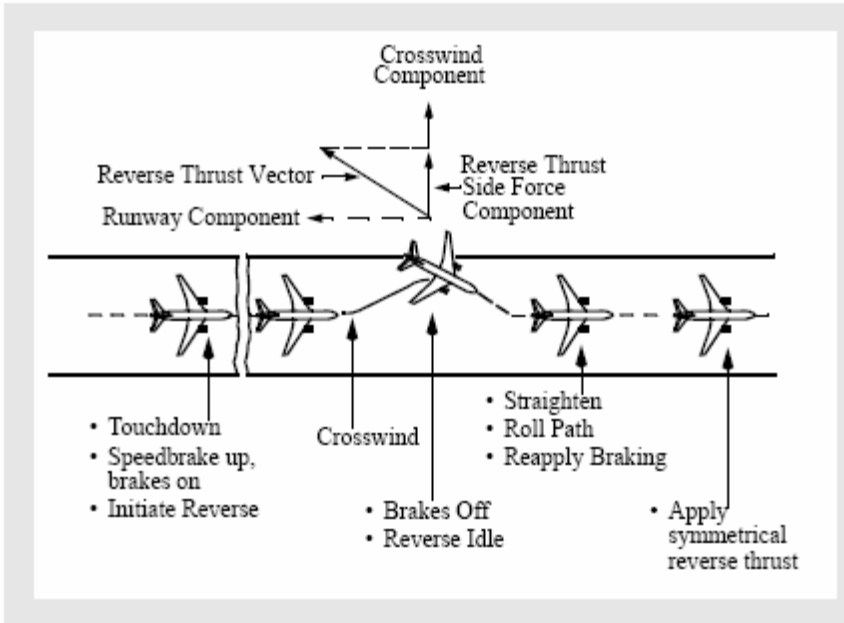 Crosswind
Component
Reverse Thrust Vector
Reverse Thrust
Side Force
Component
Runway Component
• Touchdown
• Speedbrake up,
brakes on
• Initiate Reverse
Crosswind
• Brakes Off
• Reverse Idle
• Straighten
• Roll Path
• Reapply Braking
• Apply
symmetrical
reverse thrust